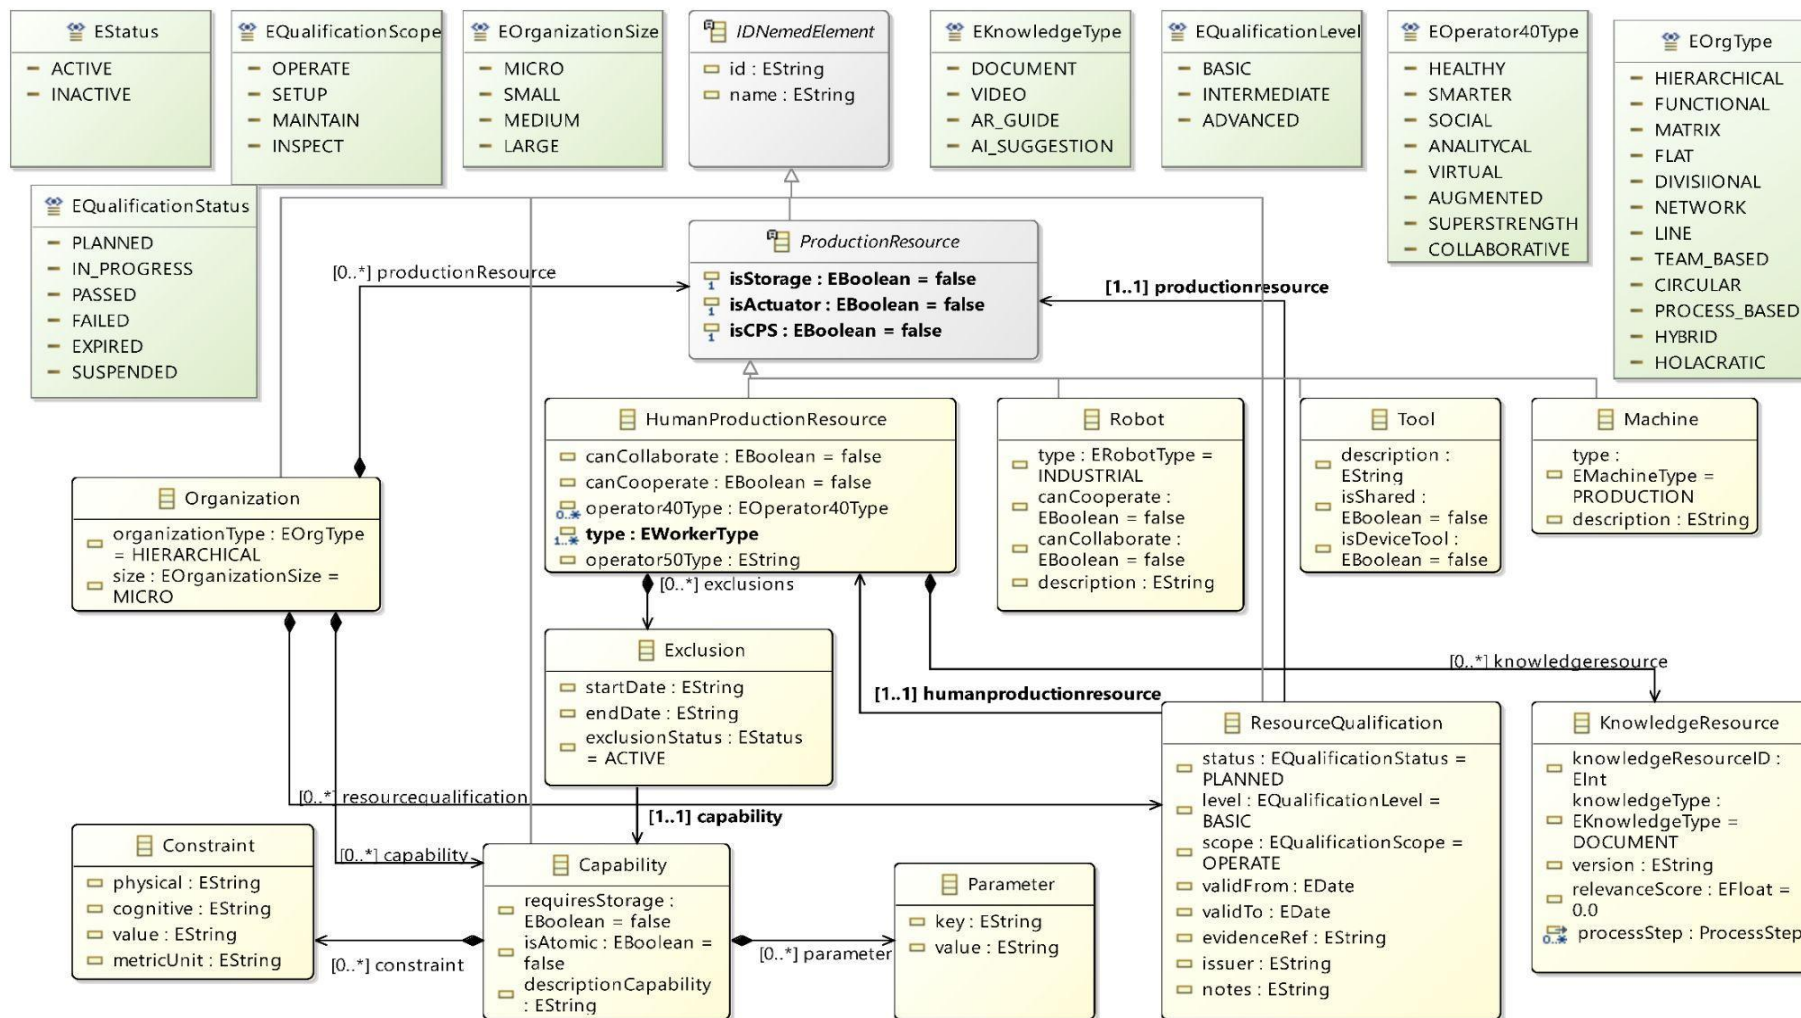 EStatus
ACTIVE
INACTIVE
EQualificationScope
OPERATE
SETUP
MAINTAIN
INSPECT
EOrganizationSize
MICRO
SMALL
MEDIUM
LARGE
IDNemedElement
id : EString
name : EString
EKnowledgeType
DOCUMENT
VIDEO
AR_GUIDE
AI_SUGGESTION
EQualificationLevel
BASIC
INTERMEDIATE
ADVANCED
EOperator40Type
HEALTHY
SMARTER
SOCIAL
ANALITYCAL
VIRTUAL
AUGMENTED
SUPERSTRENGTH
COLLABORATIVE
EOrgType
HIERARCHICAL
FUNCTIONAL
MATRIX
FLAT
DIVISIIONAL
NETWORK
LINE
TEAM_BASED
CIRCULAR
PROCESS_BASED
HYBRID
HOLACRATIC
EQualificationStatus
PLANNED
IN_PROGRESS
PASSED
FAILED
EXPIRED
SUSPENDED
[0..*] productionResource
ProductionResource
1 isStorage : EBoolean = false
1 isActuator : EBoolean = false
1 isCPS : EBoolean = false
[1..1] productionresource
HumanProductionResource
canCollaborate : EBoolean = false
canCooperate : EBoolean = false
0..* operator40Type : EOperator40Type
1..* type : EWorkerType
operator50Type : EString
Robot
type : ERobotType =
INDUSTRIAL
canCooperate :
EBoolean = false
canCollaborate :
EBoolean = false
description : EString
Tool
description :
EString
isShared :
EBoolean = false
isDeviceTool :
EBoolean = false
Machine
type :
EMachineType =
PRODUCTION
description : EString
Organization
organizationType : EOrgType
= HIERARCHICAL
size : EOrganizationSize =
MICRO
[0..*] exclusions
Exclusion
startDate : EString
endDate : EString
exclusionStatus : EStatus
= ACTIVE
[0..*] knowledgeresource
[1..1] humanproductionresource
ResourceQualification
status : EQualificationStatus =
PLANNED
level : EQualificationLevel =
BASIC
scope : EQualificationScope =
OPERATE
validFrom : EDate
validTo : EDate
evidenceRef : EString
issuer : EString
notes : EString
KnowledgeResource
knowledgeResourceID :
EInt
knowledgeType :
EKnowledgeType =
DOCUMENT
version : EString
relevanceScore : EFloat =
0.0
0..* processStep : ProcessStep
[0..*] resourcequalification
[1..1] capability
[0..*] capability
Constraint
physical : EString
cognitive : EString
value : EString
metricUnit : EString
[0..*] constraint
Capability
requiresStorage :
EBoolean = false
isAtomic : EBoolean =
false
descriptionCapability
: EString
[0..*] parameter
Parameter
key : EString
value : EString